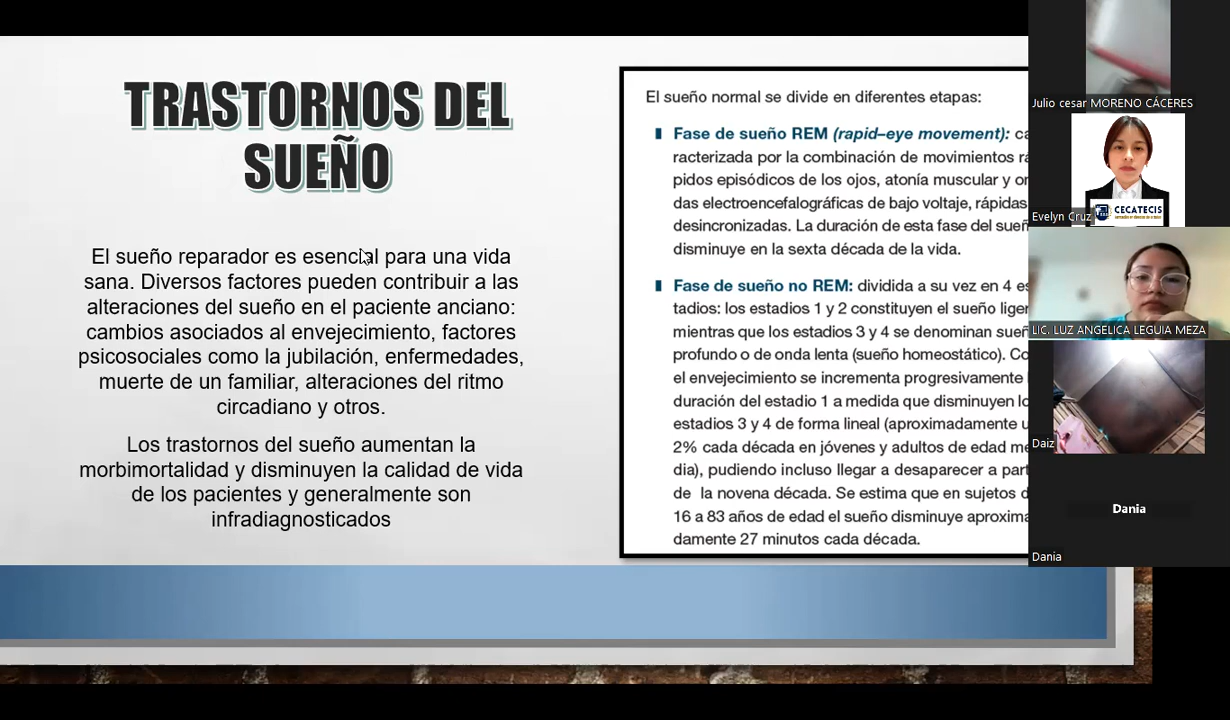 TRASTORNOS DEL
SUEÑO
El sueño reparador es esencial para una vida
sana. Diversos factores pueden contribuir a las
alteraciones del sueño en el paciente anciano:
cambios asociados al envejecimiento, factores
psicosociales como la jubilación, enfermedades,
muerte de un familiar, alteraciones del ritmo
circadiano y otros.
Los trastornos del sueño aumentan la
morbimortalidad y disminuyen la calidad de vida
de los pacientes y generalmente son
infradiagnosticados
El sueño normal se divide en diferentes etapas:
Fase de sueño REM (rapid–eye movement): ca
racterizada por la combinación de movimientos rá
pidos episódicos de los ojos, atonía muscular y on
das electroencefalográficas de bajo voltaje, rápidas
desincronizadas. La duración de esta fase del sueñ
disminuye en la sexta década de la vida.
Fase de sueño no REM: dividida a su vez en 4 es
tadios: los estadios 1 y 2 constituyen el sueño liger
mientras que los estadios 3 y 4 se denominan sueñ
profundo o de onda lenta (sueño homeostático). Co
el envejecimiento se incrementa progresivamente l
duración del estadio 1 a medida que disminuyen lo
estadios 3 y 4 de forma lineal (aproximadamente u
2% cada década en jóvenes y adultos de edad me
dia), pudiendo incluso llegar a desaparecer a part
de la novena década. Se estima que en sujetos d
16 a 83 años de edad el sueño disminuye aproxima
damente 27 minutos cada década.
Julio cesar MORENO CÁCERES
CECATECIS
Evelyn Cruz
LIC. LUZ ANGELICA LEGUIA MEZA
Daiz
Dania
Dania